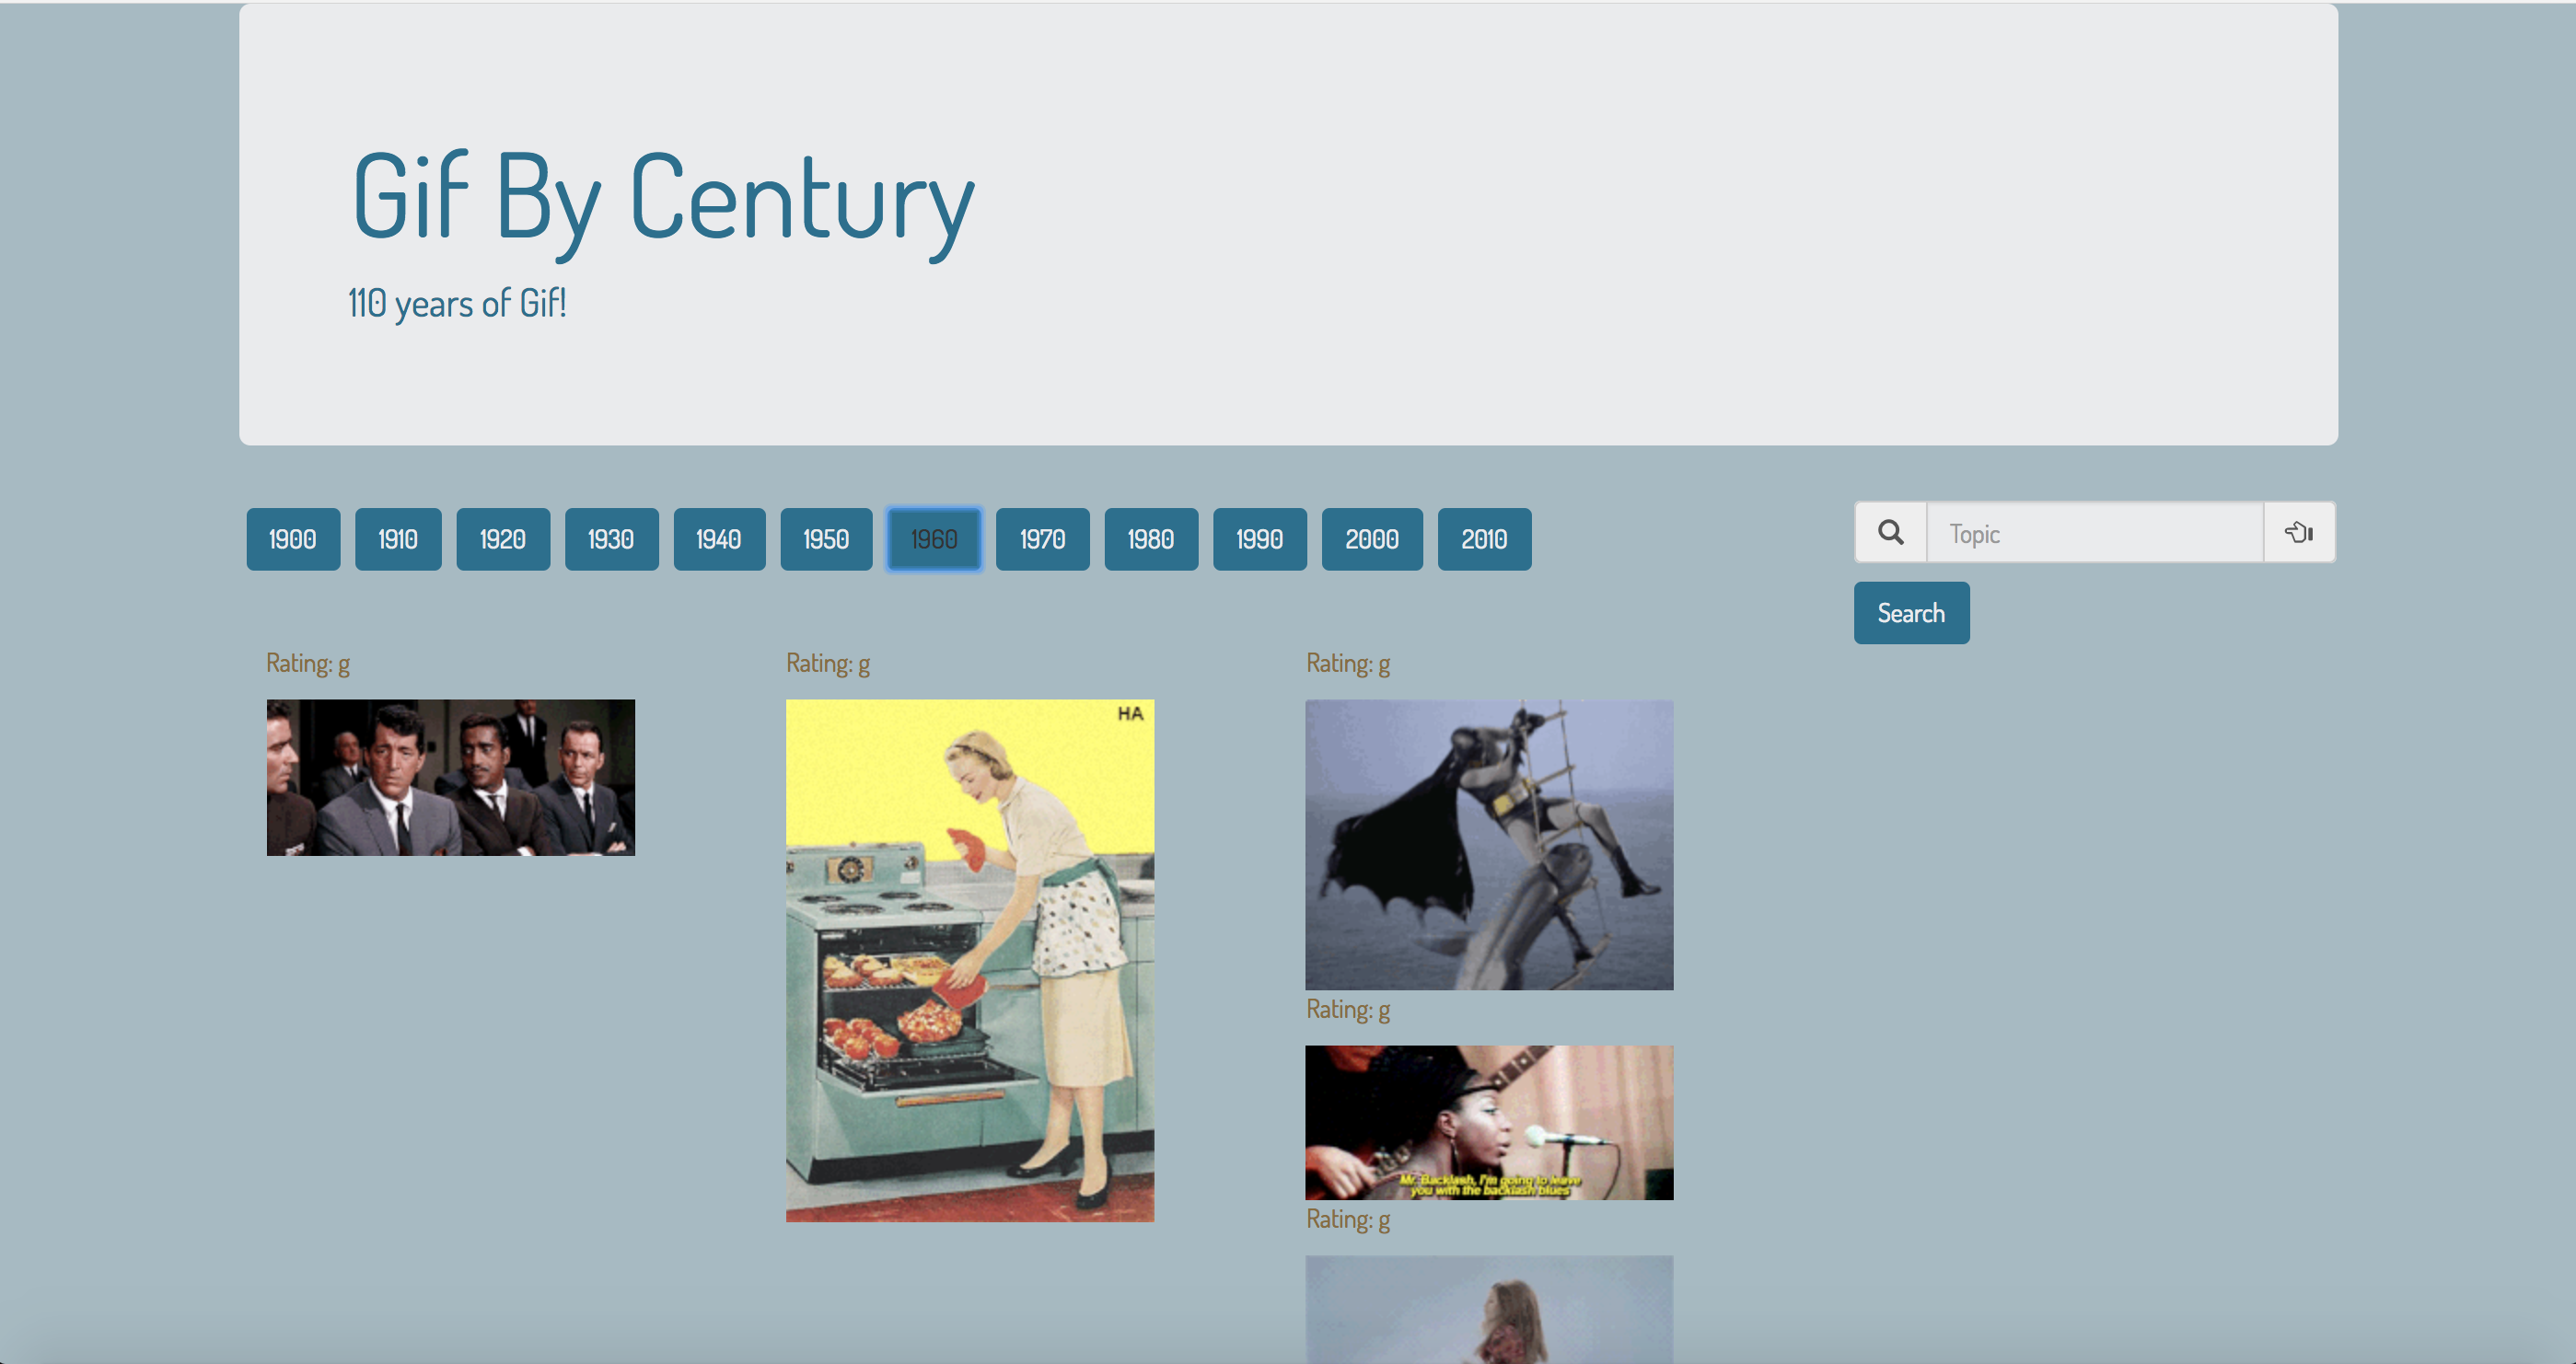 Gif By Century
110 years of Gif!
1900 1910 1920 1930 1940 1950 1960 1970 1980 1990 2000 2010
Topic
Search
Rating: g
Rating: g
Rating: g
HA
Rating: g
Mr. Backlash, I'm going to leave
you with the backlash blues
Rating: g